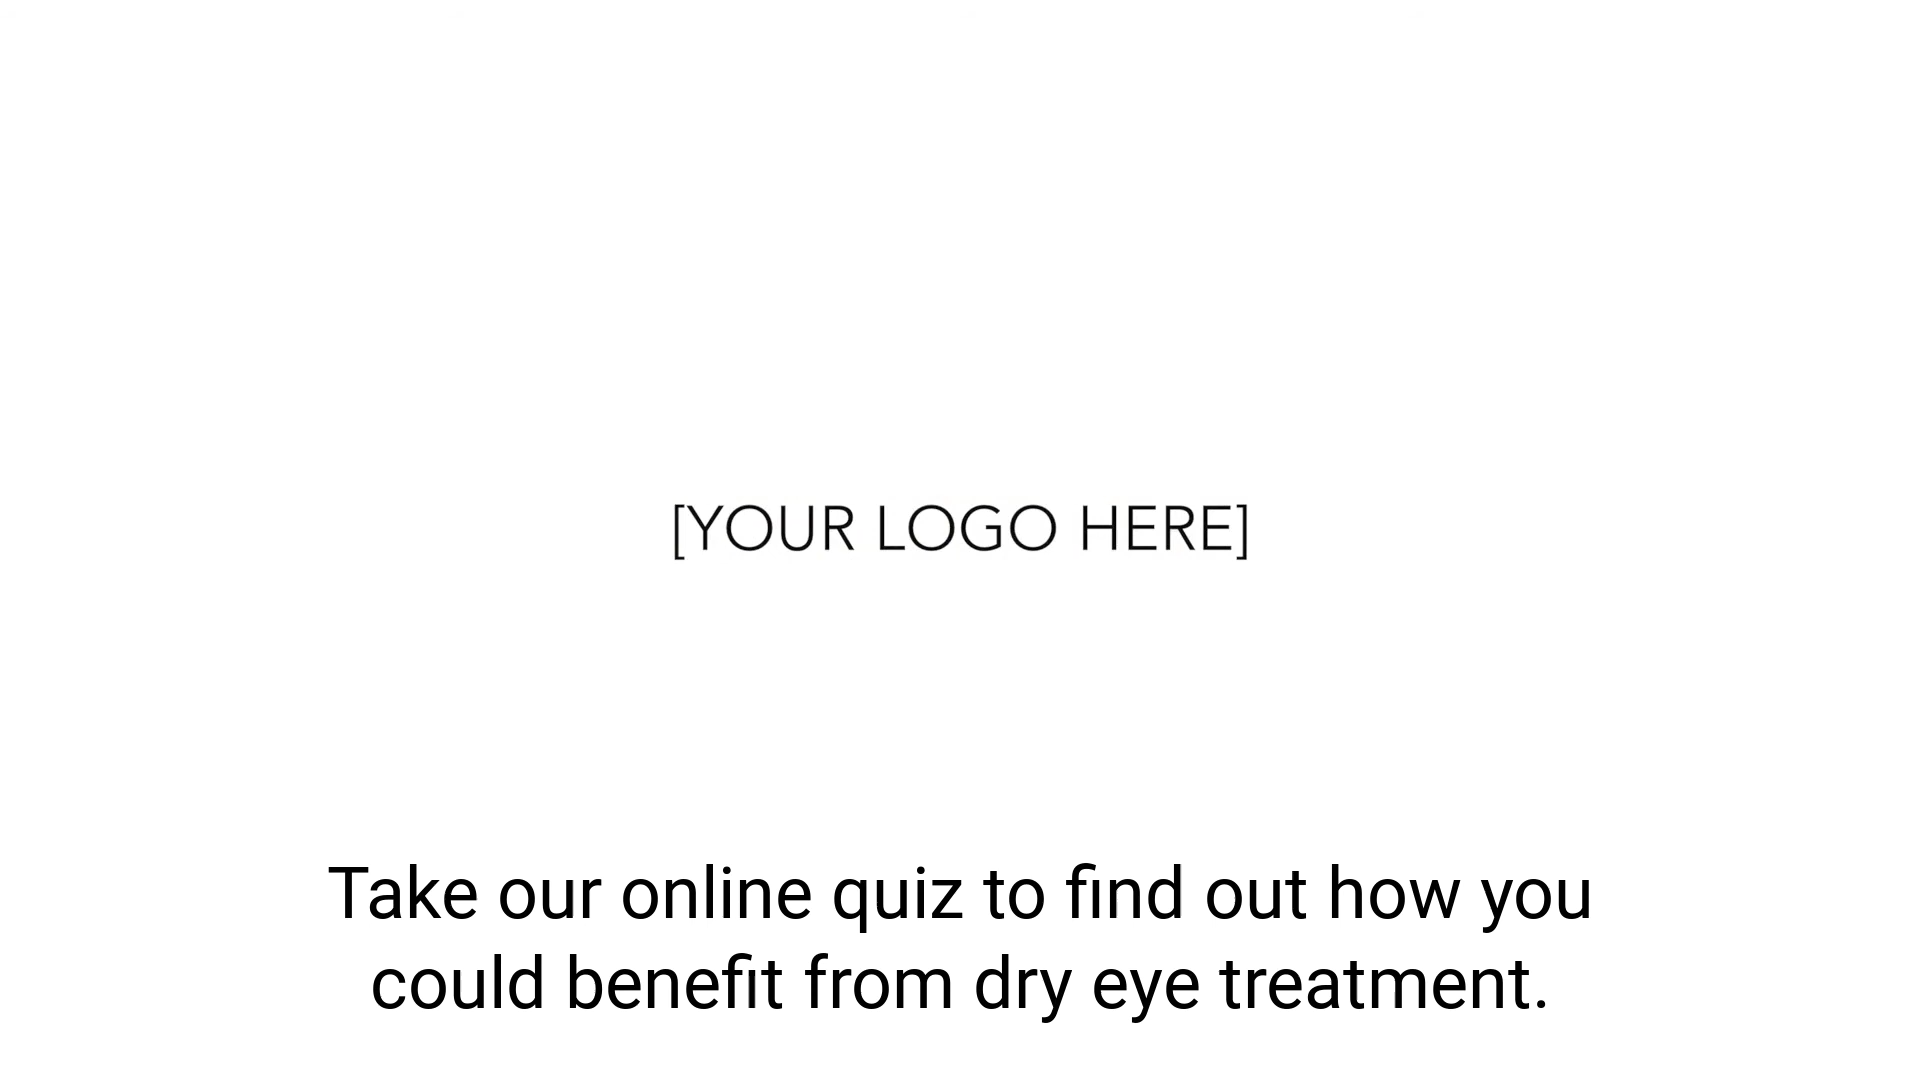 [YOUR LOGO HERE]
Take our online quiz to find out how you
could benefit from dry eye treatment.